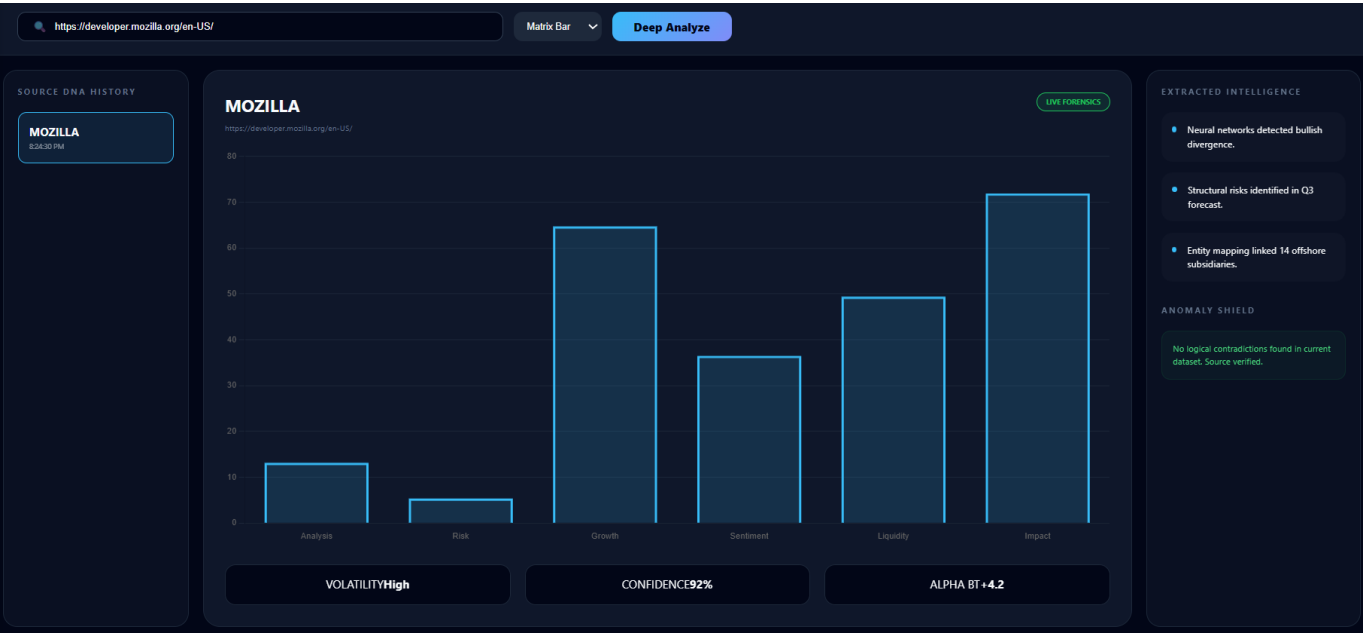 https://developer.mozilla.org/en-US/
Matrix Bar
Deep Analyze
SOURCE DNA HISTORY
MOZILLA
8:24:30 PM
MOZILLA
https://developer.mozilla.org/en-US/
LIVE FORENSICS
80
70
60
50
40
30
20
10
0
Analysis
Risk
Growth
Sentiment
Liquidity
Impact
VOLATILITYHigh
CONFIDENCE92%
ALPHA BT+4.2
EXTRACTED INTELLIGENCE
Neural networks detected bullish
divergence.
Structural risks identified in Q3
forecast.
Entity mapping linked 14 offshore
subsidiaries.
ANOMALY SHIELD
No logical contradictions found in current
dataset. Source verified.